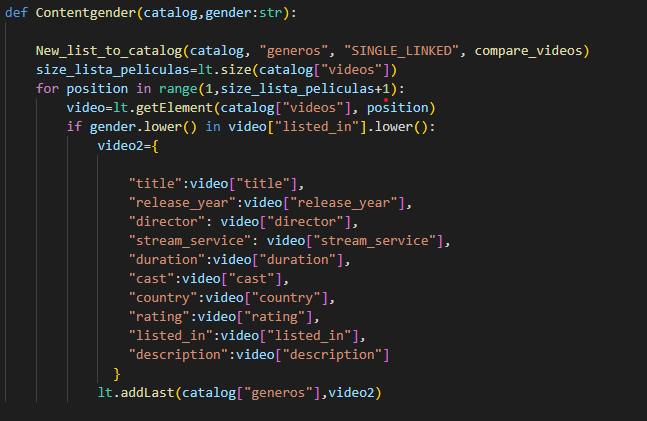 def Contentgender(catalog,gender:str):
New_list_to_catalog(catalog, "generos", "SINGLE_LINKED", compare_videos)
size_lista_peliculas=lt.size(catalog["videos"])
for position in range(1,size_lista_peliculas+1):
video=lt.getElement(catalog["videos"], position)
if gender.lower() in video["listed_in"].lower():
video2={
"title":video["title"],
"release_year":video["release_year"],
"director": video["director"],
"stream_service": video["stream_service"],
"duration":video["duration"],
"cast":video["cast"],
"country":video["country"],
"rating":video["rating"],
"listed_in":video["listed_in"],
"description":video["description"]
}
lt.addLast(catalog["generos"],video2)